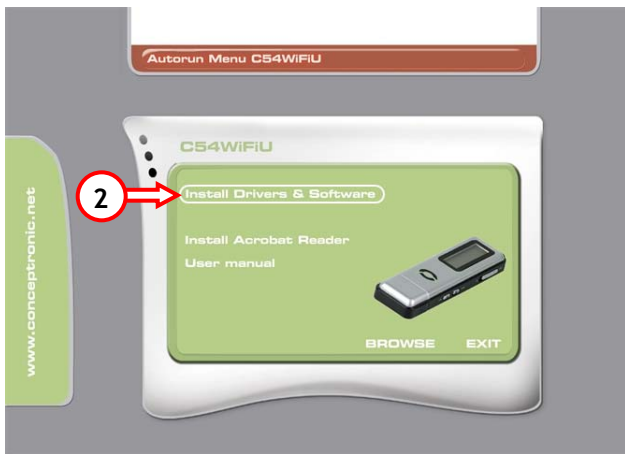 Autorun Menu C54WiFiU
www.conceptronic.net
C54WiFiU
2
Install Drivers & Software
Install Acrobat Reader
User manual
BROWSE
EXIT